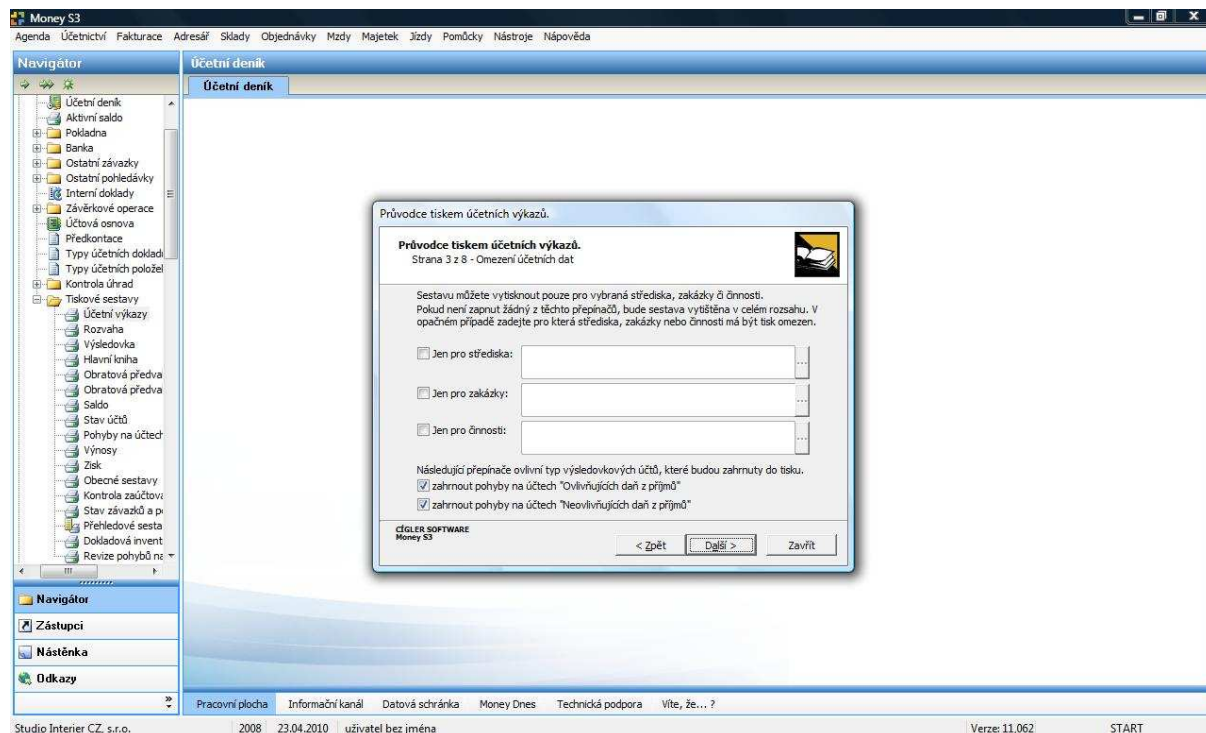 Money S3
Agenda Účetnictví Fakturace Adresář Sklady Objednávky Mzdy Majetek Jízdy Pomůcky Nástroje Nápověda
Navigátor
Účetní deník
Aktivní saldo
Pokladna
Banka
Ostatní závazky
Ostatní pohledávky
Interní doklady
Závěrkové operace
Účtová osnova
Předkontace
Typy účetních dokladů
Typy účetních položek
Kontrola úhrad
Tiskové sestavy
Účetní výkazy
Rozvaha
Výsledovka
Hlavní kniha
Obratová předva
Obratová předva
Saldo
Stav účtů
Pohyby na účtech
Výnosy
Zisk
Obecné sestavy
Kontrola zaúčtova
Stav závazků a po
Přehledové sesta
Dokladová invent
Revize pohybů na
Navigátor
Zástupci
Nástěnka
Odkazy
Účetní deník
Účetní deník
Průvodce tiskem účetních výkazů.
Průvodce tiskem účetních výkazů.
Strana 3 z 8 - Omezení účetních dat
Sestavu můžete vytisknout pouze pro vybraná střediska, zakázky či činnosti.
Pokud není zapnut žádný z těchto přepínačů, bude sestava vytištěna v celém rozsahu. V
opačném případě zadejte pro která střediska, zakázky nebo činnosti má být tisk omezen.
Jen pro střediska:
...
Jen pro zakázky:
...
Jen pro činnosti:
...
Následující přepínače ovlivní typ výsledovkových účtů, které budou zahrnuty do tisku.
zahrnout pohyby na účtech "Ovlivňujících daň z příjmů"
zahrnout pohyby na účtech "Neovlivňujících daň z příjmů"
CÍGLER SOFTWARE
Money S3
< Zpět Další > Zavřít
Pracovní plocha Informační kanál Datová schránka Money Dnes Technická podpora Víte, že... ?
Studio Interier CZ, s.r.o. 2008 23.04.2010 uživatel bez jména Verze: 11.062 START